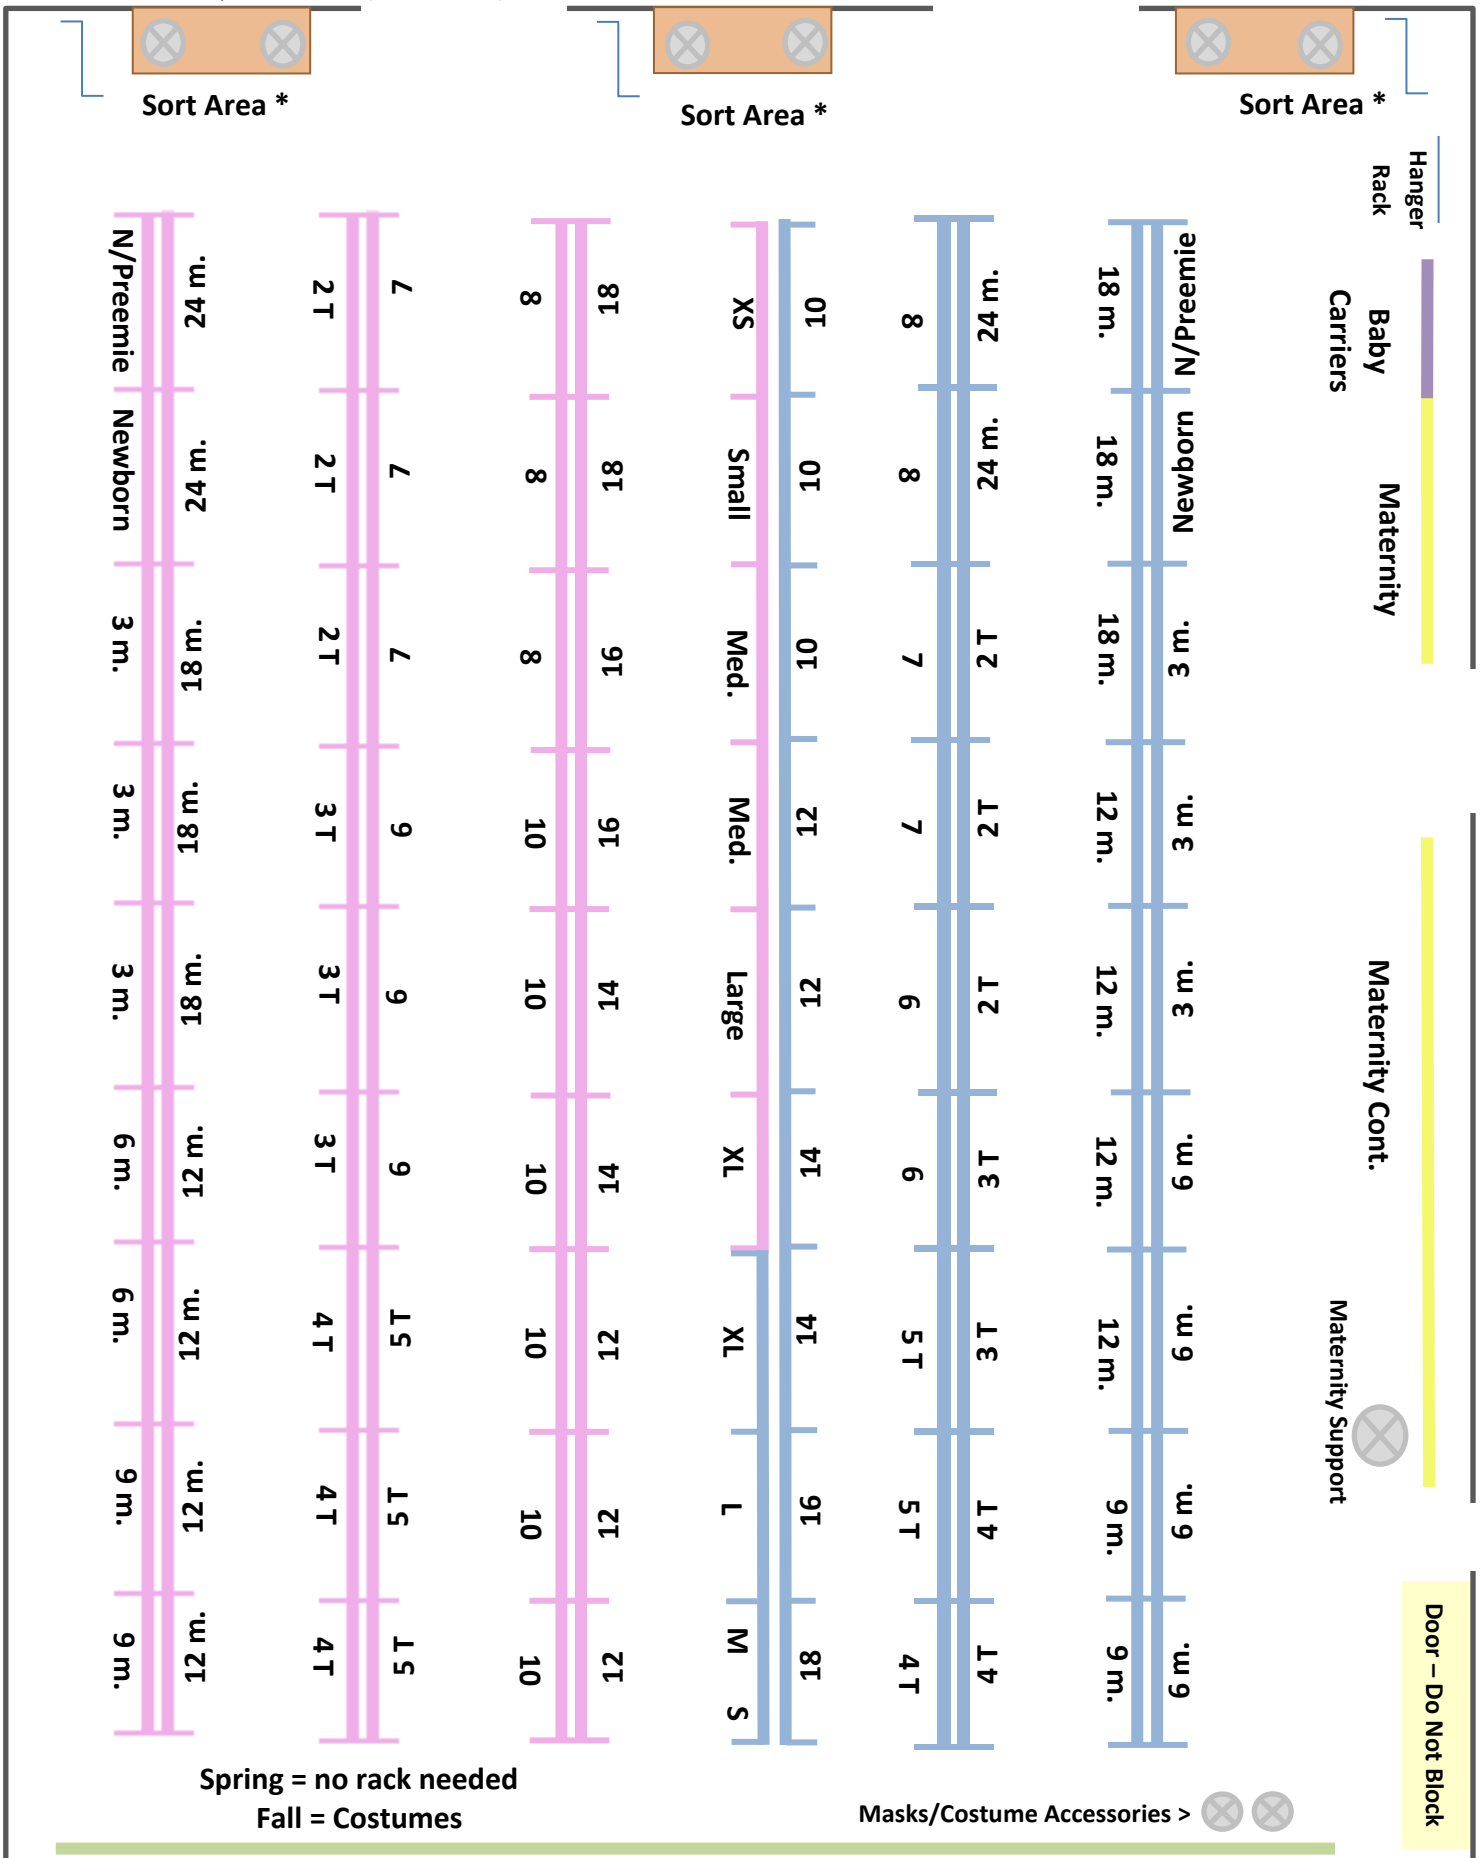 Sort Area *
Sort Area *
Sort Area *
N/Preemie
Newborn
3 m.
3 m.
3 m.
6 m.
6 m.
9 m.
9 m.
24 m.
24 m.
18 m.
18 m.
18 m.
12 m.
12 m.
12 m.
12 m.
2 T
2 T
2 T
3 T
3 T
3 T
4 T
4 T
4 T
7
7
7
6
6
6
5 T
5 T
5 T
8
8
8
10
10
10
10
10
10
18
18
16
16
14
14
12
12
12
XS
Small
Med.
Med.
Large
XL
XL
L
M
S
10
10
10
12
12
14
14
16
18
8
8
7
7
6
6
5 T
5 T
4 T
24 m.
24 m.
2 T
2 T
2 T
3 T
3 T
4 T
4 T
18 m.
18 m.
18 m.
12 m.
12 m.
12 m.
12 m.
9 m.
9 m.
N/Preemie
Newborn
3 m.
3 m.
3 m.
6 m.
6 m.
6 m.
6 m.
Hanger
Rack
Baby
Carriers
Maternity
Maternity Cont.
Maternity Support
Door – Do Not Block
Spring = no rack needed
Fall = Costumes
Masks/Costume Accessories >